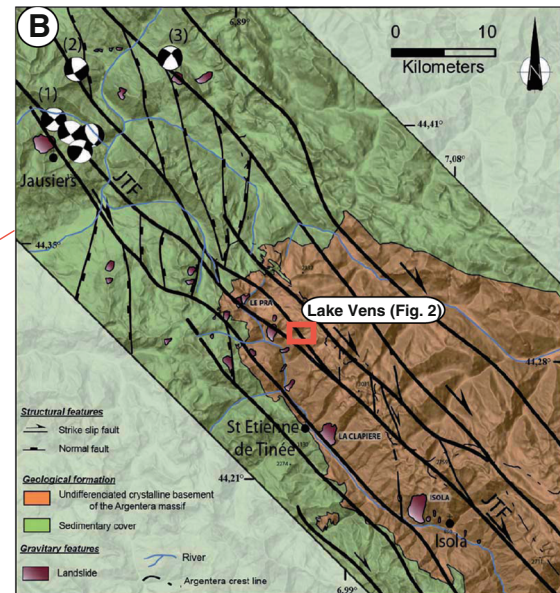 B
6,89
0 10
Kilometers
N
(1)
(2)
(3)
44,41
7,08°
Jausiers
JTF
44,35°
LE PRA
Lake Vens (Fig. 2)
44,28°
St Etienne
de Tinée
LA CLAPIERE
44,21°
ISOLA
JTF
Isola
6.99°
Structural features
Strike slip fault
Normal fault
Geological formation
Undifferenciated crystalline basement
of the Argentera massif
Sedimentary cover
Gravitary features
Landslide
River
Argentera crest line